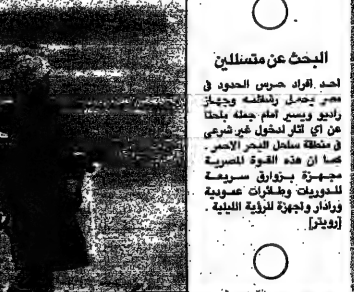 البحث عن متسللين
احد افراد حرس الحدود في
مصر يحمل رشاشه وجهاز
راديو ويسير امام جمله باحثا
عن اي آثار لدخول غير شرعي
في منطقة ساحل البحر الاحمر .
كما ان هذه القوة المصرية
مجهزة بزوارق سريعة
للدوريات وطائرات عمودية
ورادار واجهزة للرؤية الليلية .
[رويتر]